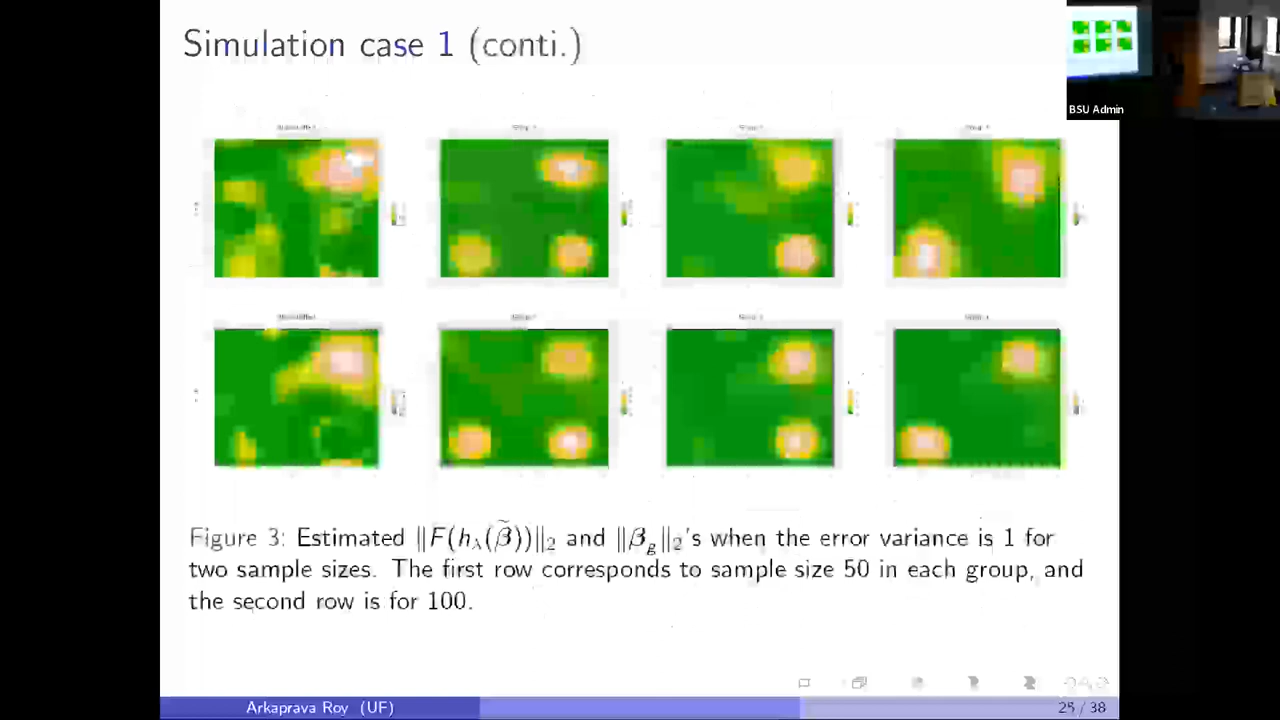 Simulation case 1 (conti.)
BSU Admin
Figure 3: Estimated ‖F(h_λ(β̃))‖₂ and ‖β_g‖₂'s when the error variance is 1 for
two sample sizes. The first row corresponds to sample size 50 in each group, and
the second row is for 100.
Arkaprava Roy (UF)
25 / 38